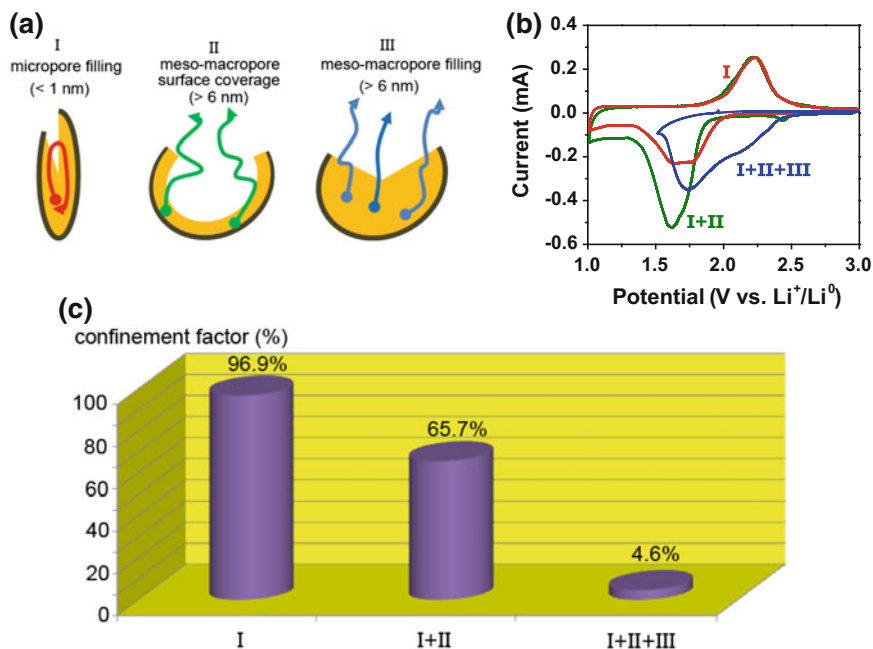 (a)
I
micropore filling
(< 1 nm)
II
meso-macropore
surface coverage
(> 6 nm)
III
meso-macropore filling
(> 6 nm)
(b)
Current (mA)
0.4
0.2
0.0
-0.2
-0.4
-0.6
I
I+II+III
I+II
1.0 1.5 2.0 2.5 3.0
Potential (V vs. Li⁺/Li⁰)
(c)
confinement factor (%)
96.9%
65.7%
4.6%
100
80
60
40
20
0
I I+II I+II+III